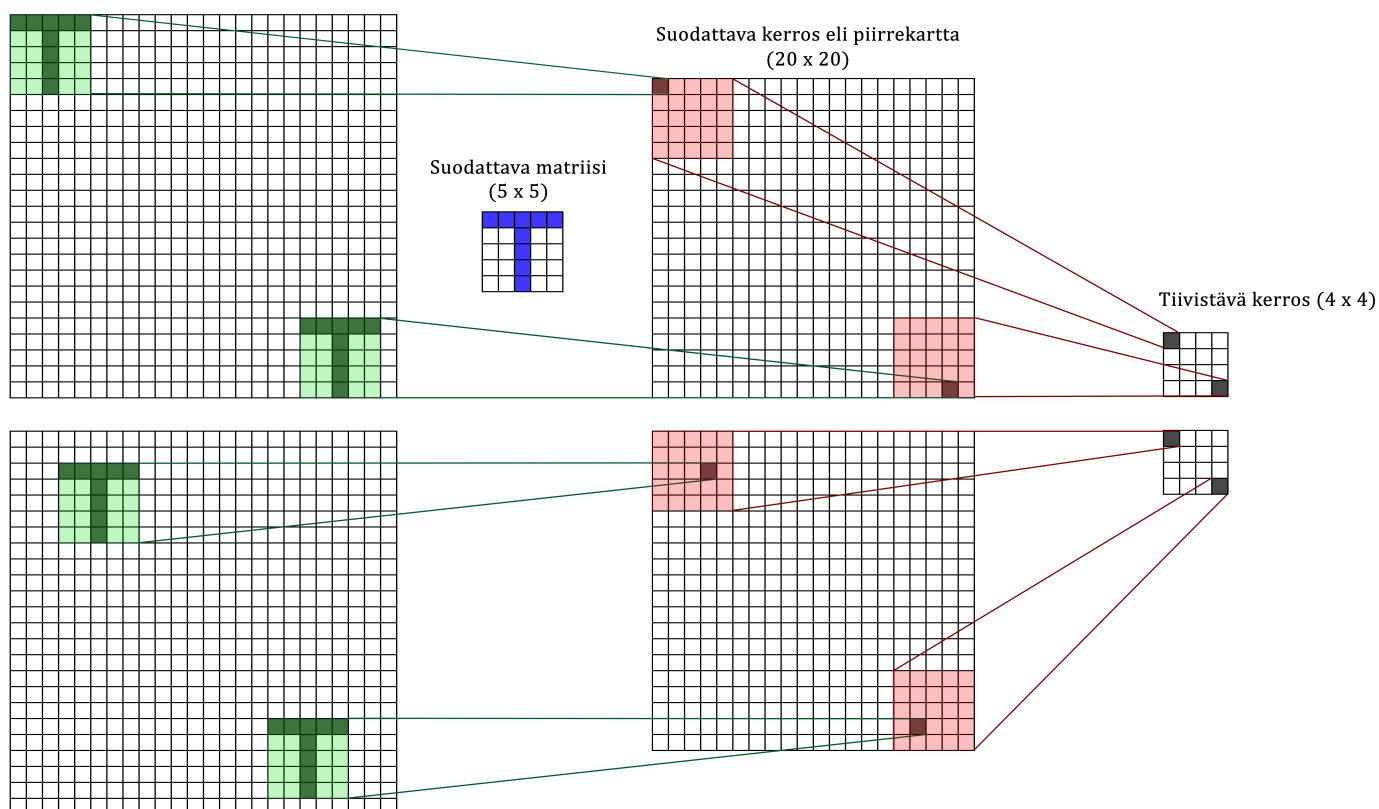 Suodattava kerros eli piirrekartta
(20 x 20)
Suodattava matriisi
(5 x 5)
Tiivistävä kerros (4 x 4)